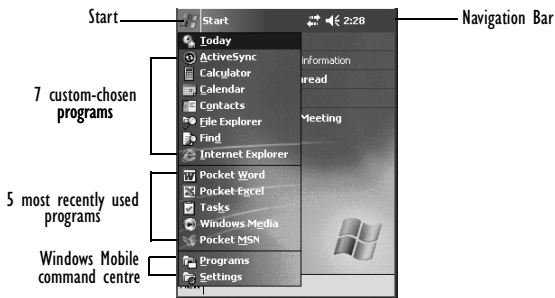 Start
Start 2:28
Navigation Bar
Today
ActiveSync
information
Calculator
read
7 custom-chosen
programs
Calendar
Contacts
File Explorer
Meeting
Find
Internet Explorer
5 most recently used
programs
Pocket Word
Pocket Excel
Tasks
Windows Media
Pocket MSN
Windows Mobile
command centre
Programs
Settings